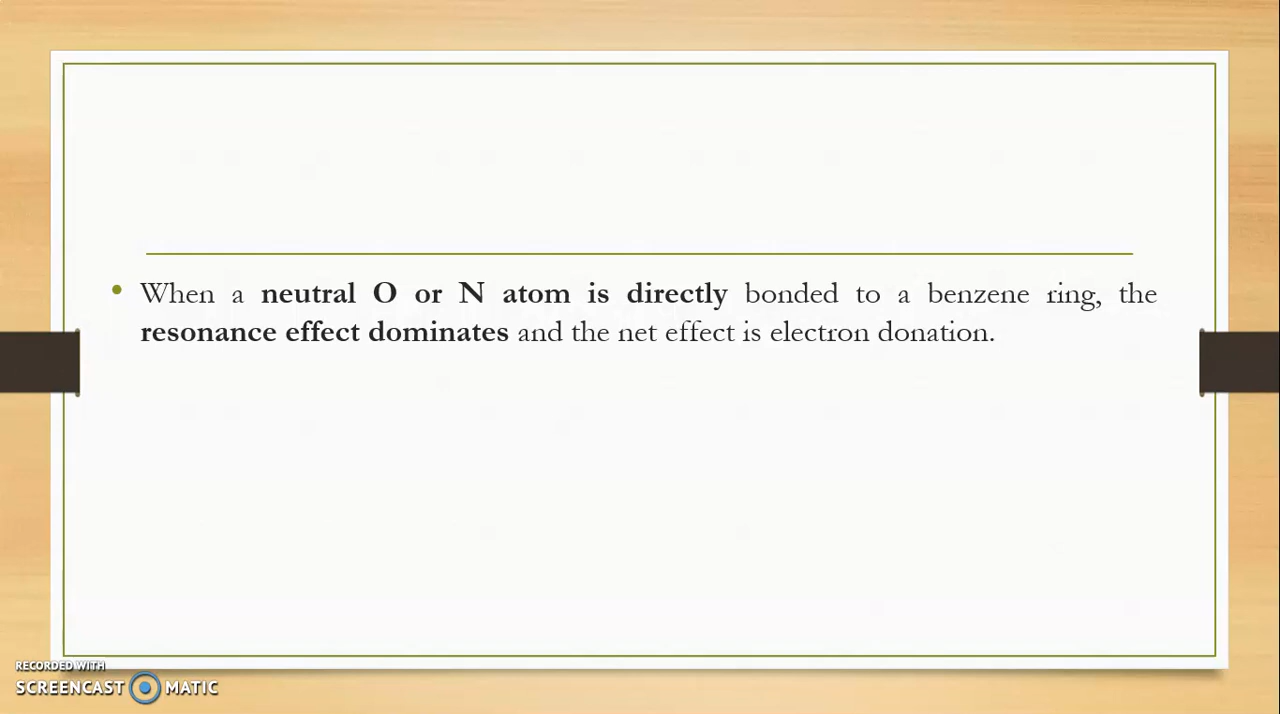 • When a neutral O or N atom is directly bonded to a benzene ring, the
resonance effect dominates and the net effect is electron donation.
RECORDED WITH
SCREENCAST MATIC